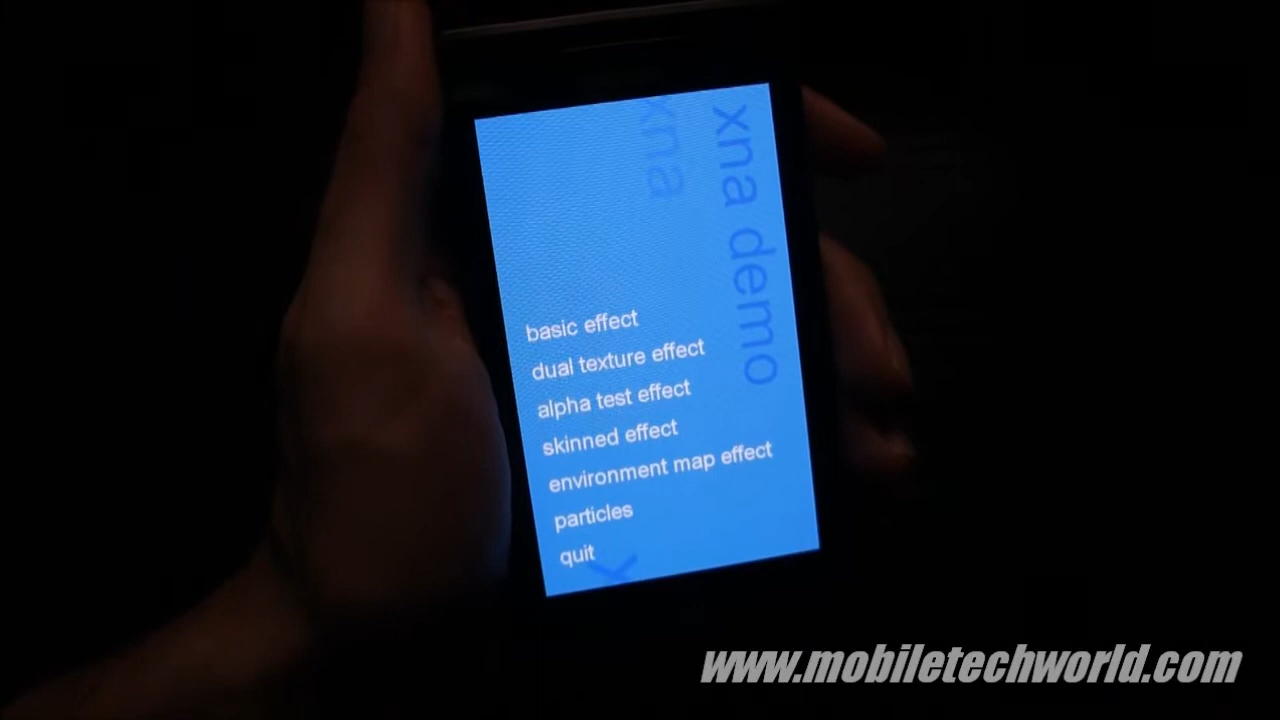 xna demo
xna
basic effect
dual texture effect
alpha test effect
skinned effect
environment map effect
particles
quit
www.mobiletechworld.com